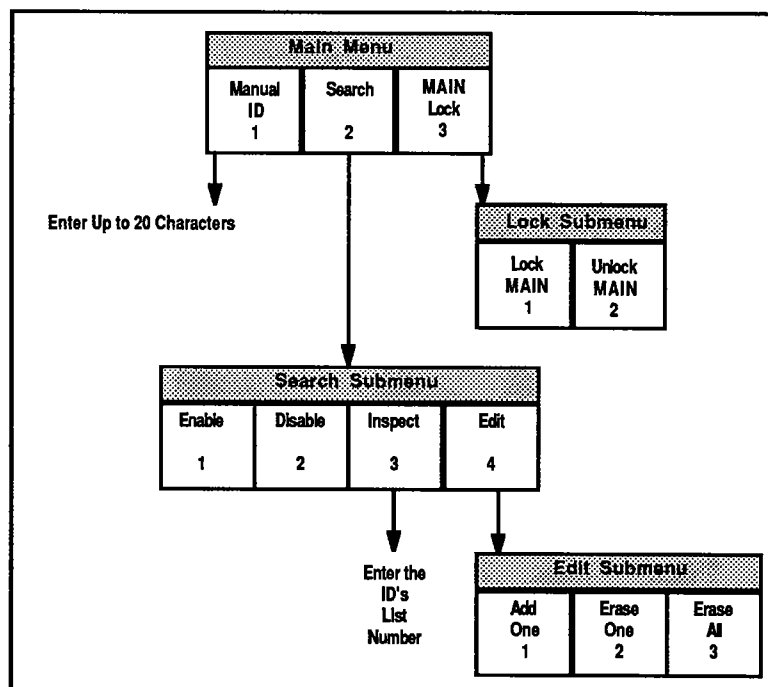 Main Menu
Manual
ID
1
Search
2
MAIN
Lock
3
Enter Up to 20 Characters
Lock Submenu
Lock
MAIN
1
Unlock
MAIN
2
Search Submenu
Enable
1
Disable
2
Inspect
3
Edit
4
Enter the
ID's
List
Number
Edit Submenu
Add
One
1
Erase
One
2
Erase
All
3